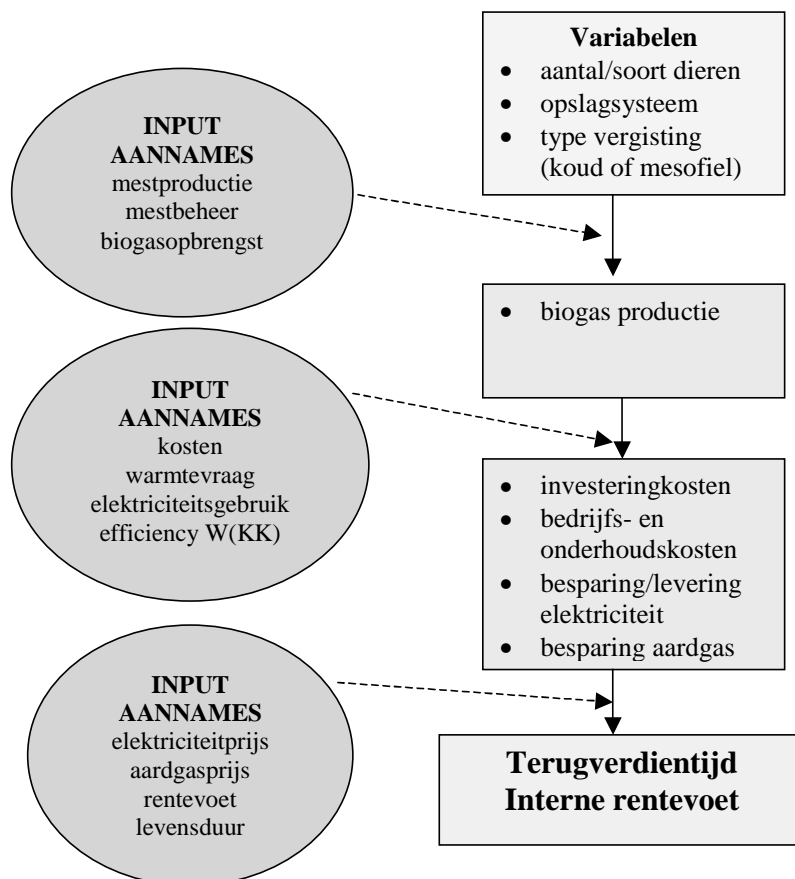 Variabelen
• aantal/soort dieren
• opslagsysteem
• type vergisting
(koud of mesofiel)
INPUT
AANNAMES
mestproductie
mestbeheer
biogasopbrengst
• biogas productie
INPUT
AANNAMES
kosten
warmtevraag
elektriciteitsgebruik
efficiency W(KK)
• investeringkosten
• bedrijfs- en
onderhoudskosten
• besparing/levering
elektriciteit
• besparing aardgas
INPUT
AANNAMES
elektriciteitprijs
aardgasprijs
rentevoet
levensduur
Terugverdientijd
Interne rentevoet